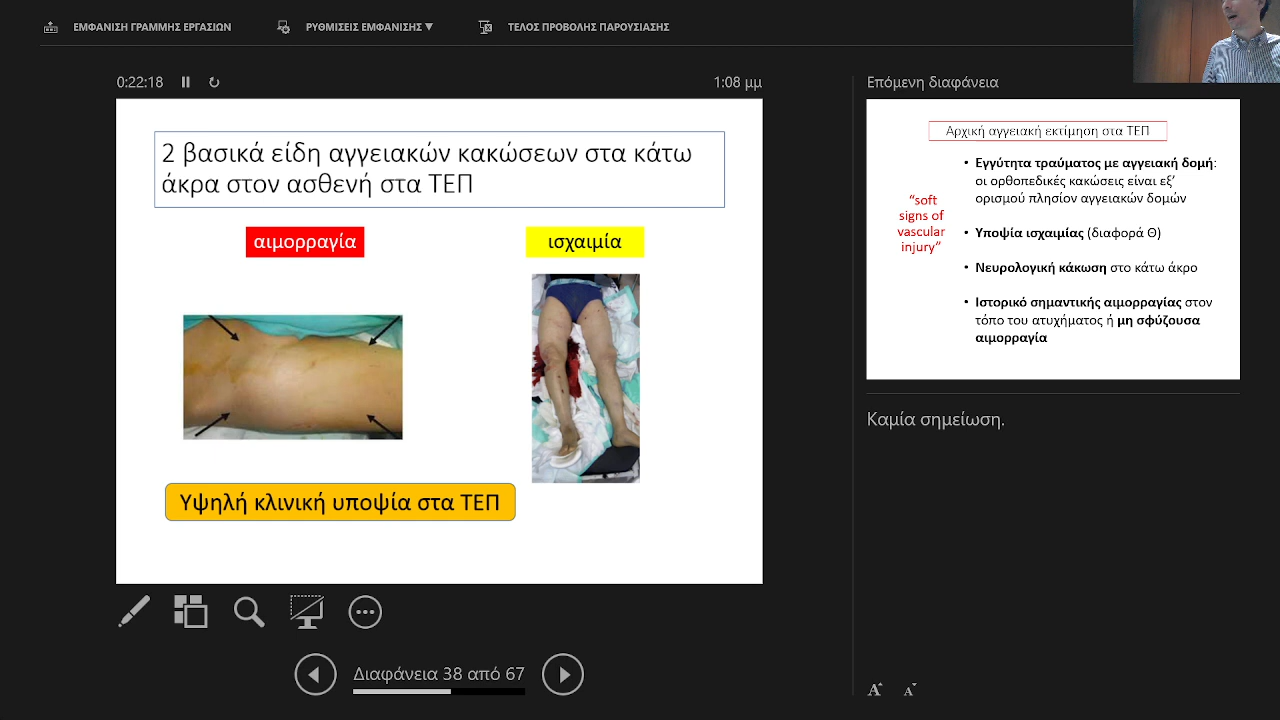 ΕΜΦΑΝΙΣΗ ΓΡΑΜΜΗΣ ΕΡΓΑΣΙΩΝ
ΡΥΘΜΙΣΕΙΣ ΕΜΦΑΝΙΣΗΣ ▼
ΤΕΛΟΣ ΠΡΟΒΟΛΗΣ ΠΑΡΟΥΣΙΑΣΗΣ
0:22:18
1:08 μμ
2 βασικά είδη αγγειακών κακώσεων στα κάτω
άκρα στον ασθενή στα ΤΕΠ
αιμορραγία
ισχαιμία
Υψηλή κλινική υποψία στα ΤΕΠ
Διαφάνεια 38 από 67
Επόμενη διαφάνεια
Αρχική αγγειακή εκτίμηση στα ΤΕΠ
“soft
signs of
vascular
injury”
• Εγγύτητα τραύματος με αγγειακή δομή:
οι ορθοπεδικές κακώσεις είναι εξ’
ορισμού πλησίον αγγειακών δομών
• Υποψία ισχαιμίας (διαφορά Θ)
• Νευρολογική κάκωση στο κάτω άκρο
• Ιστορικό σημαντικής αιμορραγίας στον
τόπο του ατυχήματος ή μη σφύζουσα
αιμορραγία
Καμία σημείωση.
A A